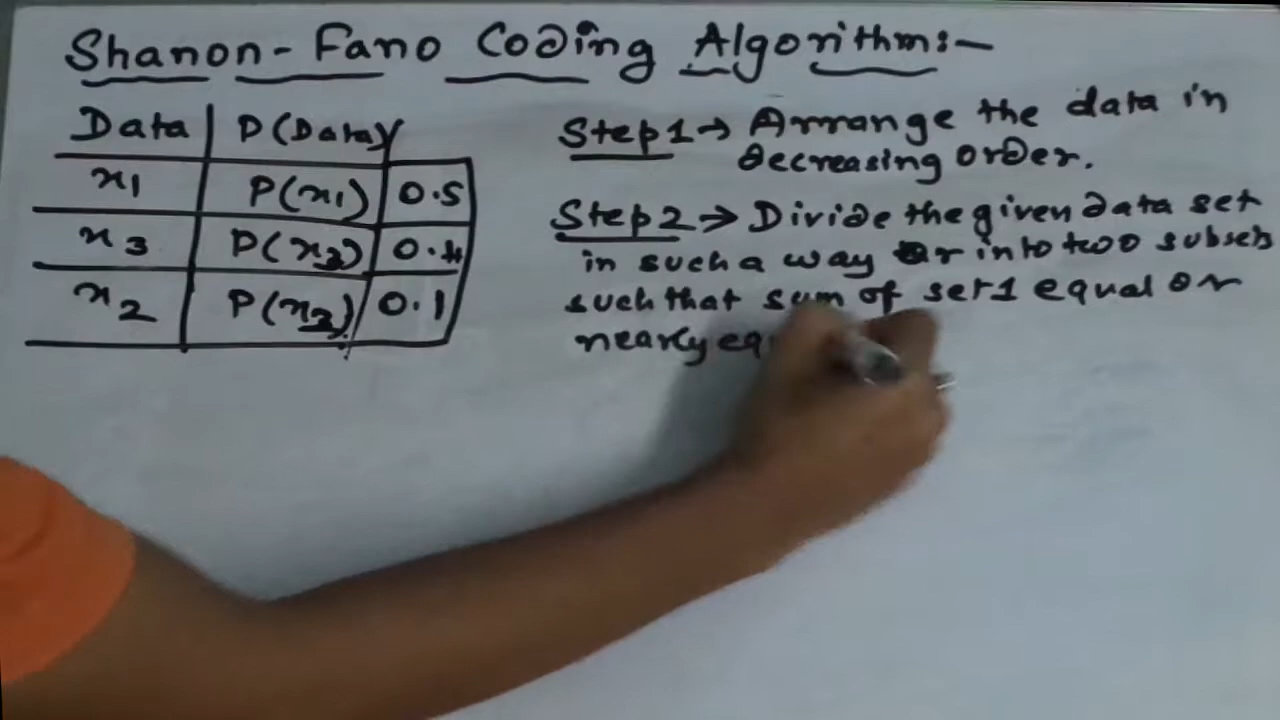 Shanon-Fano Coding Algorithm:-
Data P(Data)
x1 P(x1) 0.5
x3 P(x3) 0.4
x2 P(x2) 0.1
Step1→ Arrange the data in
decreasing order.
Step2→ Divide the given data set
in such a way or into two subsets
such that sum of set1 equal or
nearly